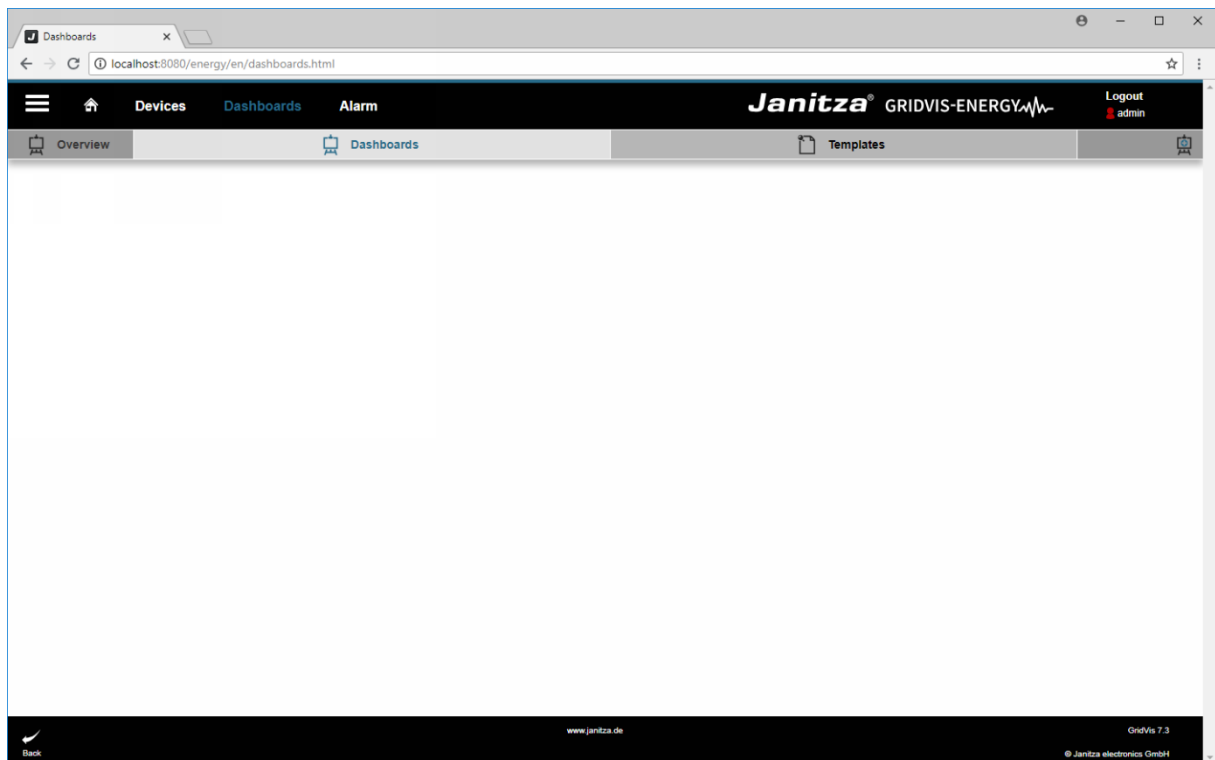 Dashboards
localhost:8080/energy/en/dashboards.html
Devices Dashboards Alarm Janitza® GRIDVIS-ENERGY Logout
admin
Overview Dashboards Templates
www.janitza.de GridVis 7.3
Back © Janitza electronics GmbH